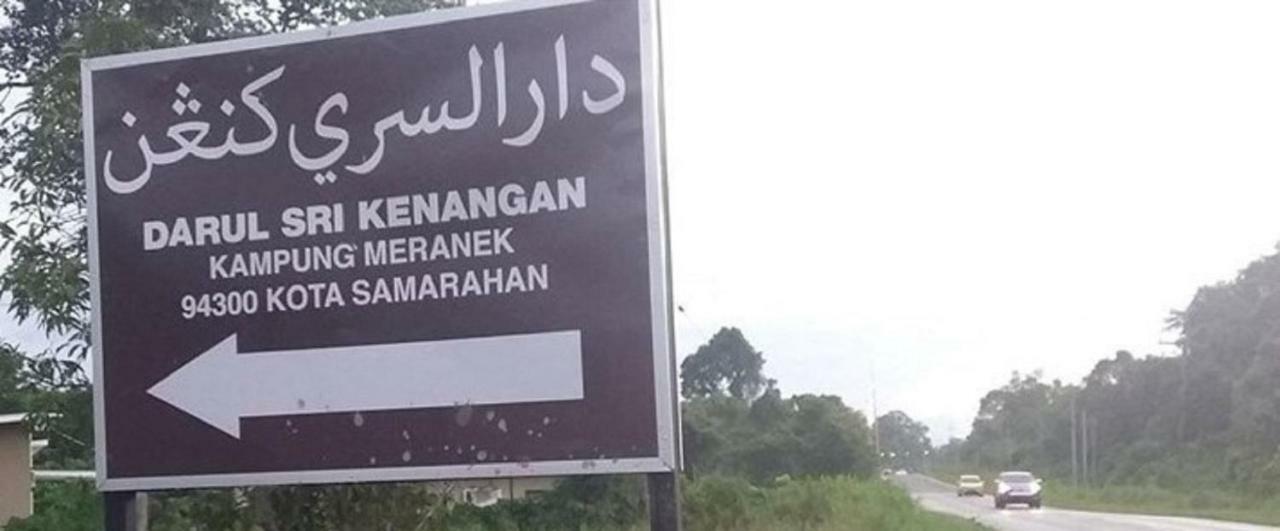 دارالسري كنڠن
DARUL SRI KENANGAN
KAMPUNG MERANEK
94300 KOTA SAMARAHAN